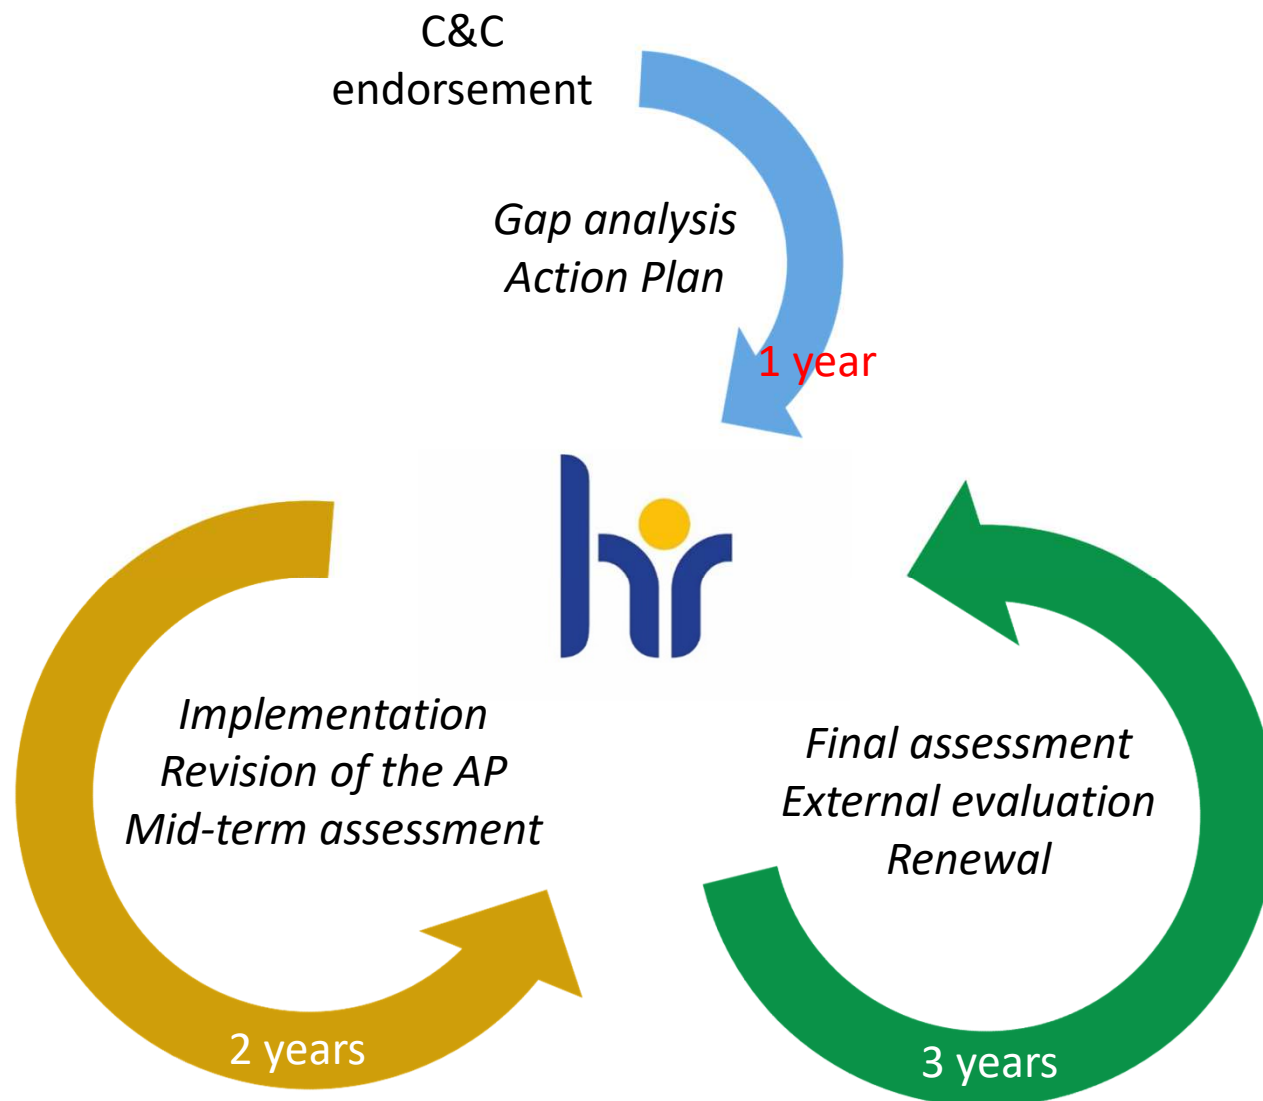 C&C
endorsement
Gap analysis
Action Plan
1 year
hr
Implementation
Revision of the AP
Mid-term assessment
2 years
Final assessment
External evaluation
Renewal
3 years